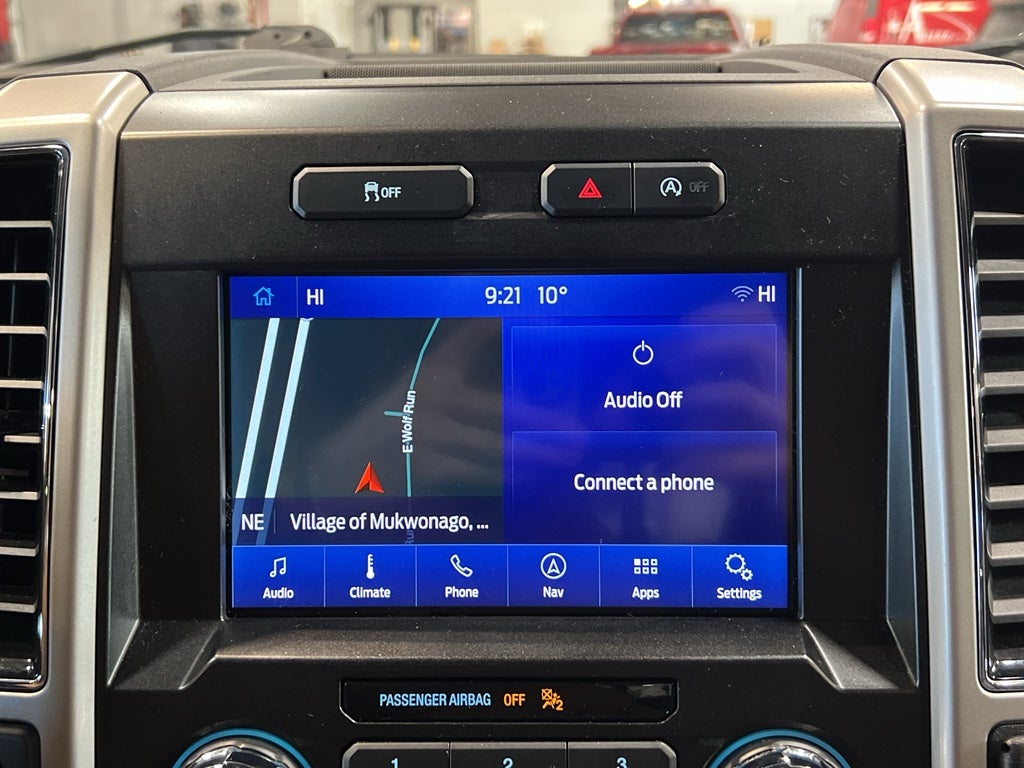 OFF
A OFF
HI 9:21 10° HI
E Wolf Run
Audio Off
Connect a phone
NE Village of Mukwonago, ...
Audio Climate Phone Nav Apps Settings
PASSENGER AIRBAG OFF 2
1 2 3